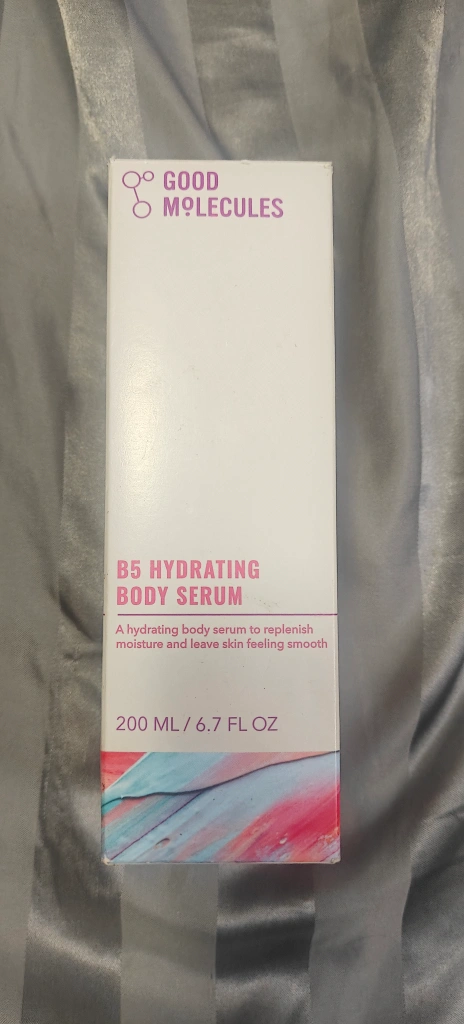 GOOD
MOLECULES
B5 HYDRATING
BODY SERUM
A hydrating body serum to replenish
moisture and leave skin feeling smooth
200 ML / 6.7 FL OZ